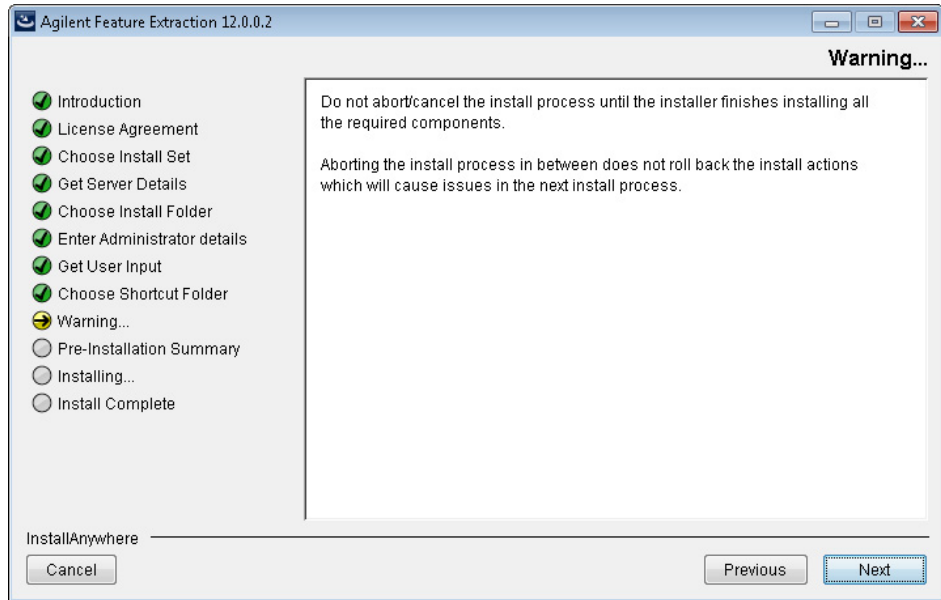 Agilent Feature Extraction 12.0.0.2
Warning...
Introduction
License Agreement
Choose Install Set
Get Server Details
Choose Install Folder
Enter Administrator details
Get User Input
Choose Shortcut Folder
Warning...
Pre-Installation Summary
Installing...
Install Complete
Do not abort/cancel the install process until the installer finishes installing all
the required components.
Aborting the install process in between does not roll back the install actions
which will cause issues in the next install process.
InstallAnywhere
Cancel
Previous
Next